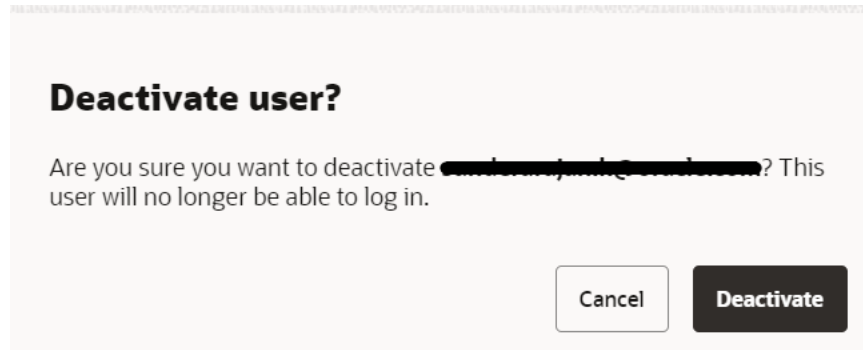 Deactivate user?
Are you sure you want to deactivate ? This
user will no longer be able to log in.
Cancel
Deactivate